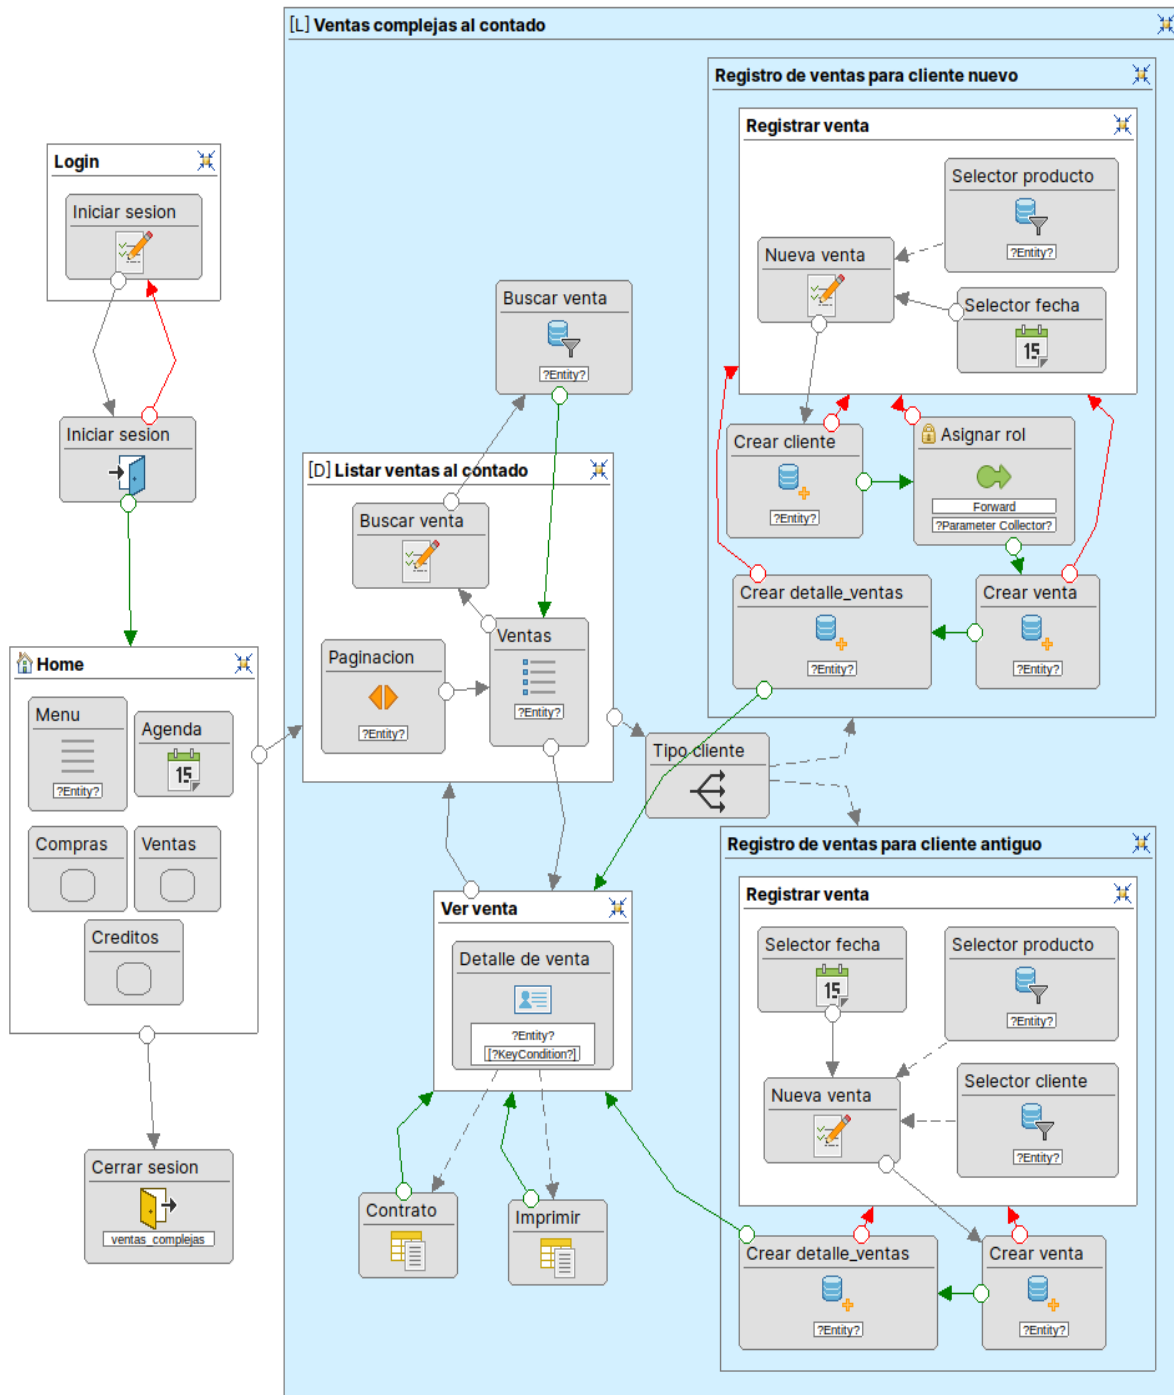 [L] Ventas complejas al contado
Registro de ventas para cliente nuevo
Registrar venta
Selector producto
?Entity?
Nueva venta
Selector fecha
15
Crear cliente
?Entity?
Asignar rol
Forward
?Parameter Collector?
Crear detalle_ventas
?Entity?
Crear venta
?Entity?
Login
Iniciar sesion
Iniciar sesion
Buscar venta
?Entity?
[D] Listar ventas al contado
Buscar venta
Paginacion
?Entity?
Ventas
?Entity?
Home
Menu
?Entity?
Agenda
15
Compras
Ventas
Creditos
Tipo cliente
Ver venta
Detalle de venta
?Entity?
[?KeyCondition?]
Contrato
Imprimir
Cerrar sesion
ventas_complejas
Registro de ventas para cliente antiguo
Registrar venta
Selector fecha
15
Selector producto
?Entity?
Nueva venta
Selector cliente
?Entity?
Crear detalle_ventas
?Entity?
Crear venta
?Entity?